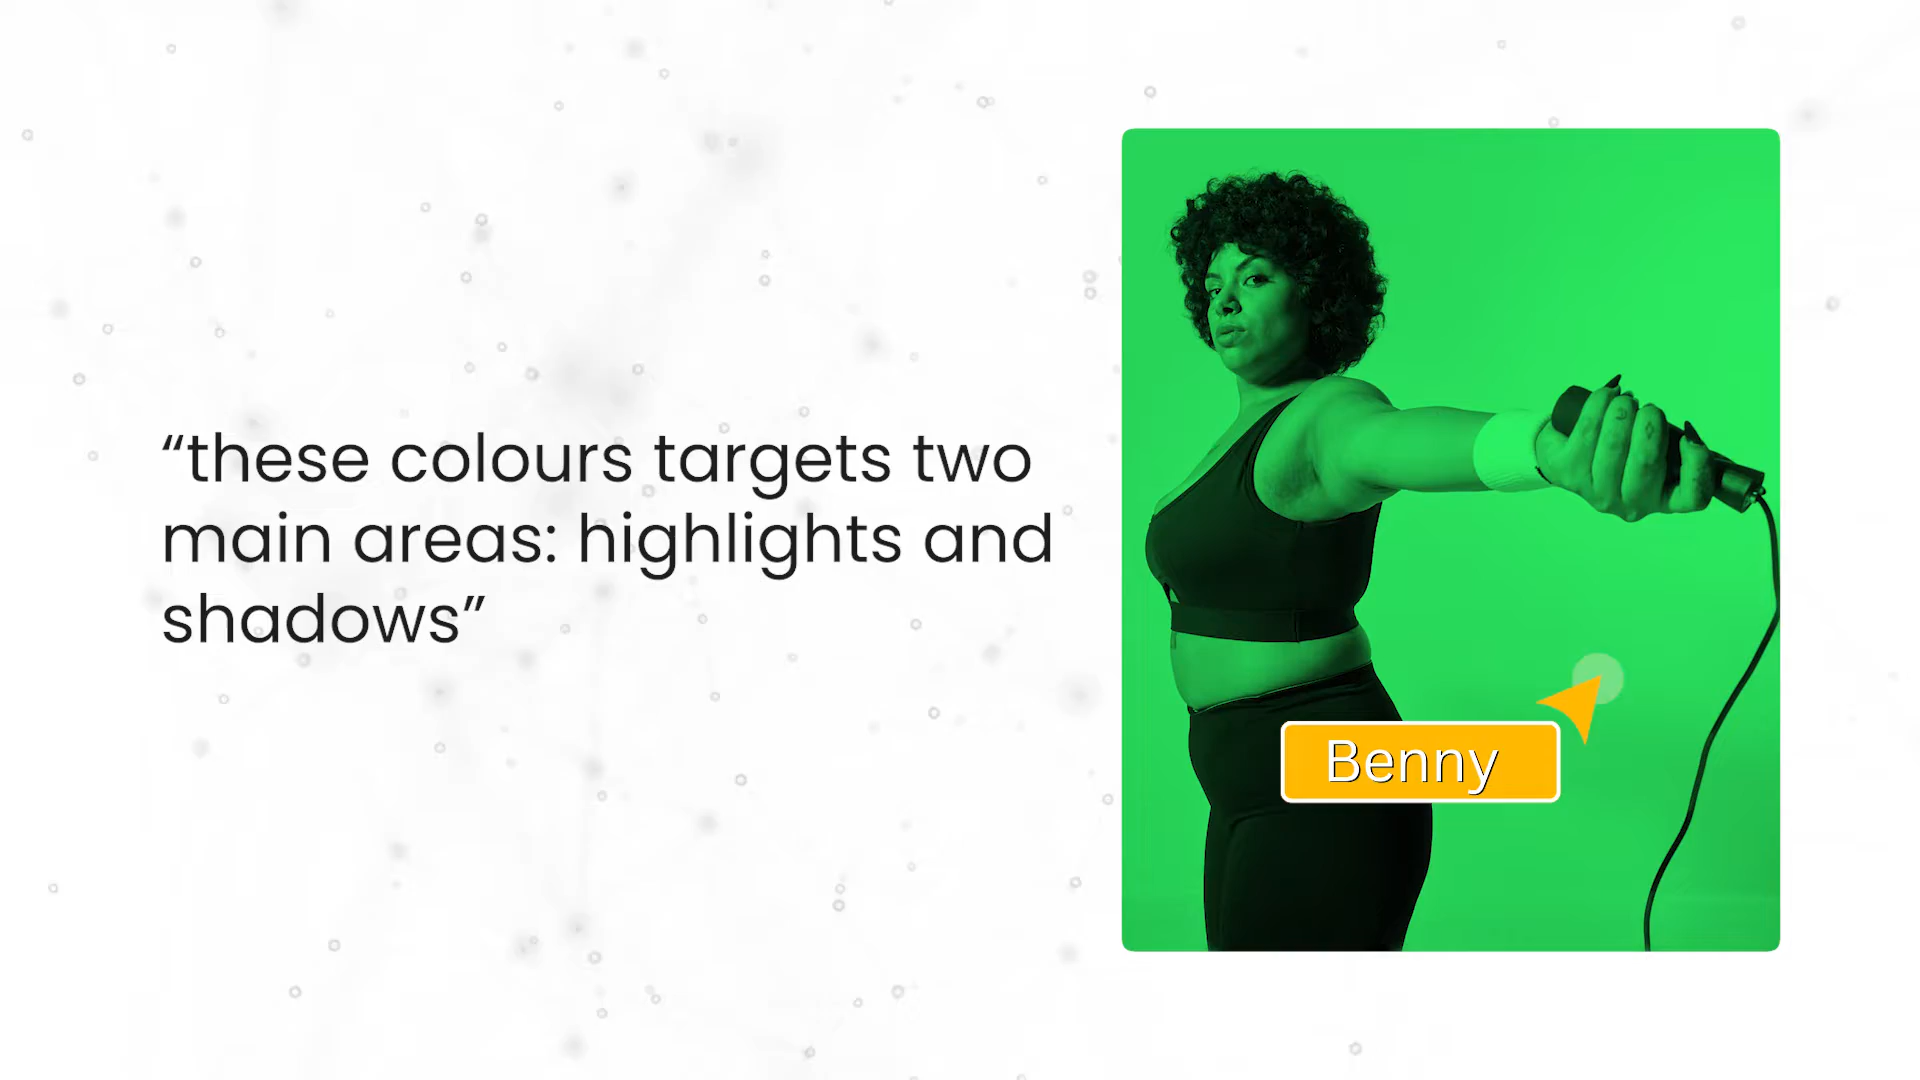 “these colours targets two
main areas: highlights and
shadows”
Benny